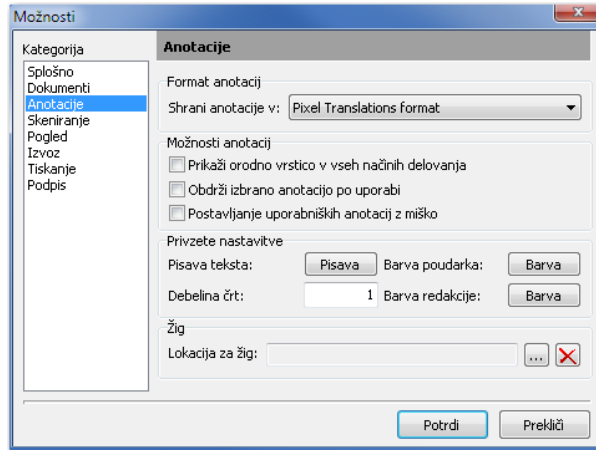 Možnosti
Kategorija
Splošno
Dokumenti
Anotacije
Skeniranje
Pogled
Izvoz
Tiskanje
Podpis
Anotacije
Format anotacij
Shrani anotacije v: Pixel Translations format
Možnosti anotacij
Prikaži orodno vrstico v vseh načinih delovanja
Obdrži izbrano anotacijo po uporabi
Postavljanje uporabniških anotacij z miško
Privzete nastavitve
Pisava teksta: Pisava Barva poudarka: Barva
Debelina črt: 1 Barva redakcije: Barva
Žig
Lokacija za žig: ...
Potrdi Prekliči